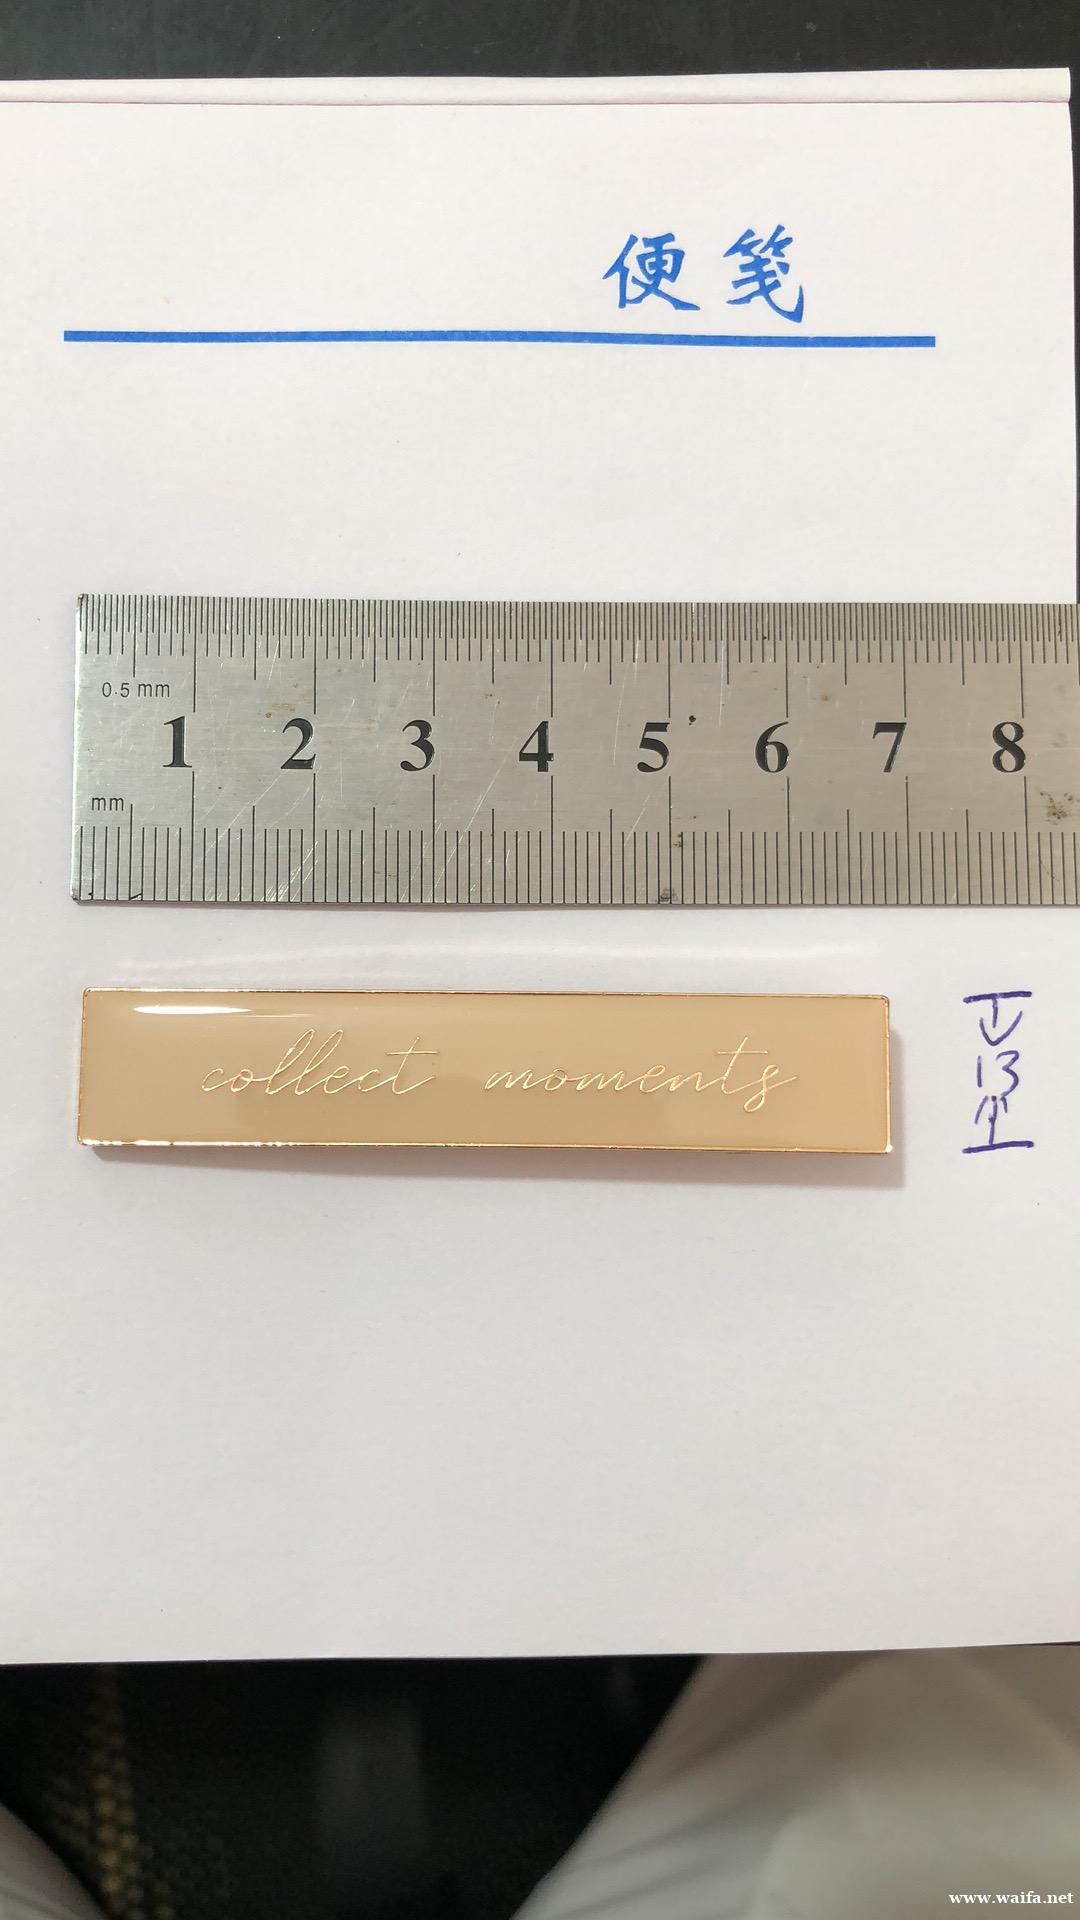 便笺
0.5 mm
1 2 3 4 5 6 7 8
mm
collect moments
13
www.waifa.net